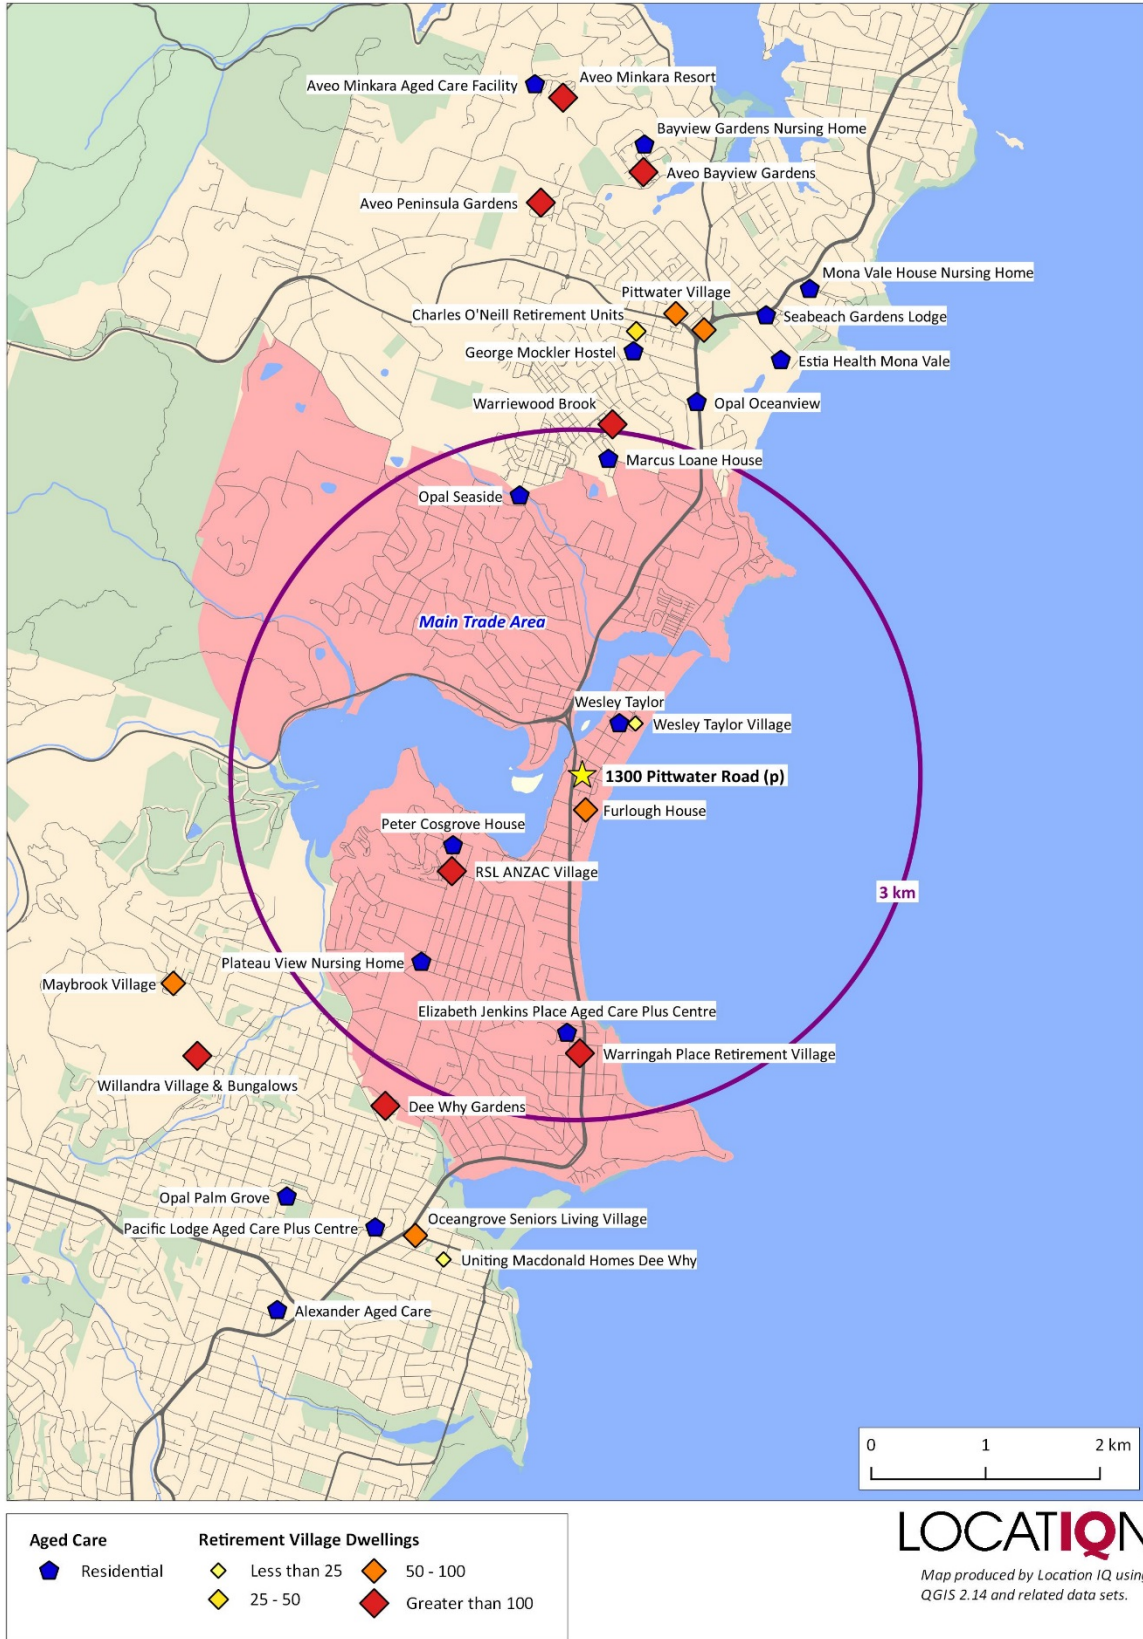 Aveo Minkara Aged Care Facility
Aveo Minkara Resort
Bayview Gardens Nursing Home
Aveo Bayview Gardens
Aveo Peninsula Gardens
Mona Vale House Nursing Home
Pittwater Village
Charles O'Neill Retirement Units
Seabeach Gardens Lodge
George Mockler Hostel
Estia Health Mona Vale
Warriewood Brook
Opal Oceanview
Marcus Loane House
Opal Seaside
Main Trade Area
Wesley Taylor
Wesley Taylor Village
1300 Pittwater Road (p)
Furlough House
Peter Cosgrove House
RSL ANZAC Village
3 km
Plateau View Nursing Home
Maybrook Village
Elizabeth Jenkins Place Aged Care Plus Centre
Warringah Place Retirement Village
Willandra Village & Bungalows
Dee Why Gardens
Opal Palm Grove
Oceangrove Seniors Living Village
Pacific Lodge Aged Care Plus Centre
Uniting Macdonald Homes Dee Why
Alexander Aged Care
0 1 2 km
Aged Care
Residential
Retirement Village Dwellings
Less than 25
25 - 50
50 - 100
Greater than 100
LOCATIQN
Map produced by Location IQ using
QGIS 2.14 and related data sets.